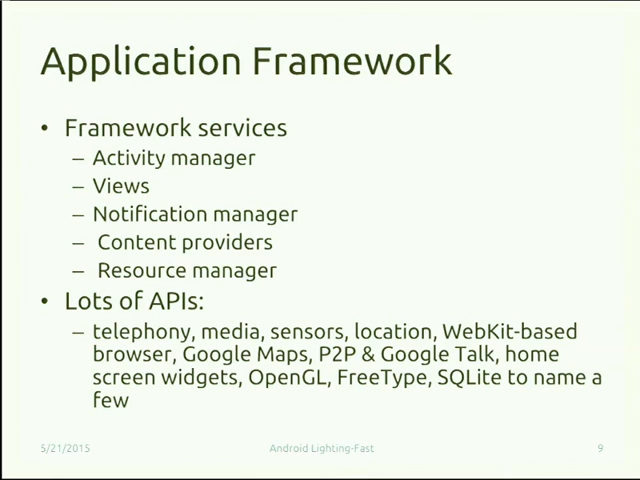 Application Framework
• Framework services
– Activity manager
– Views
– Notification manager
– Content providers
– Resource manager
• Lots of APIs:
– telephony, media, sensors, location, WebKit-based
browser, Google Maps, P2P & Google Talk, home
screen widgets, OpenGL, FreeType, SQLite to name a
few
5/21/2015 Android Lighting-Fast 9